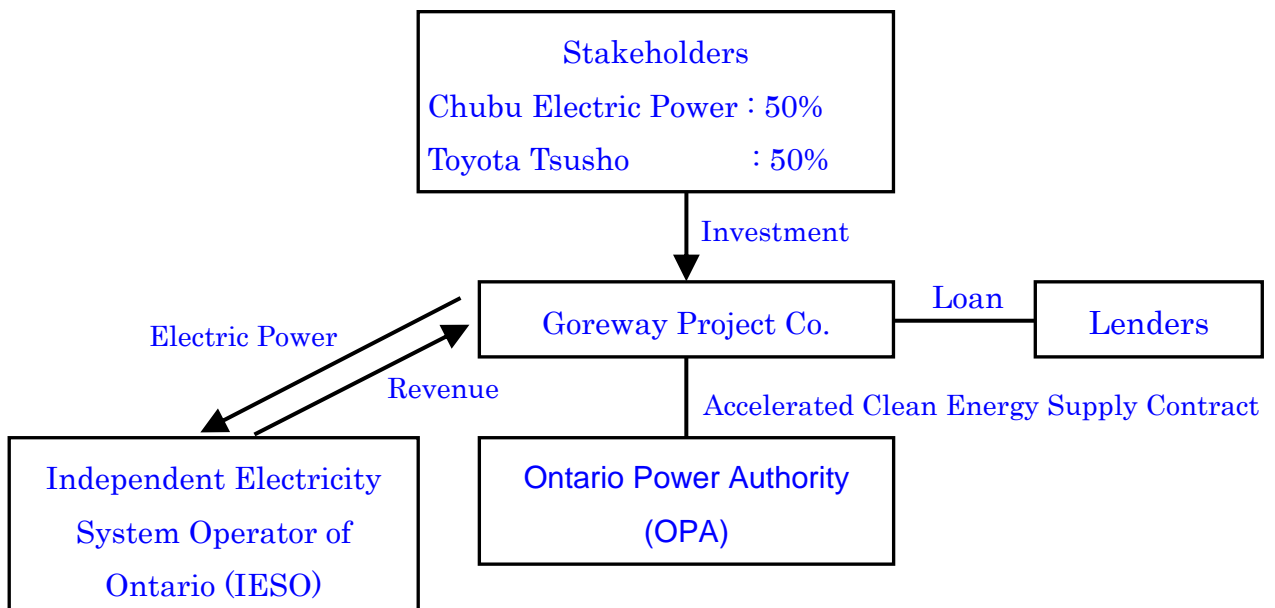 Stakeholders
Chubu Electric Power : 50%
Toyota Tsusho : 50%
Investment
Goreway Project Co.
Loan
Lenders
Electric Power
Revenue
Accelerated Clean Energy Supply Contract
Independent Electricity
System Operator of
Ontario (IESO)
Ontario Power Authority
(OPA)